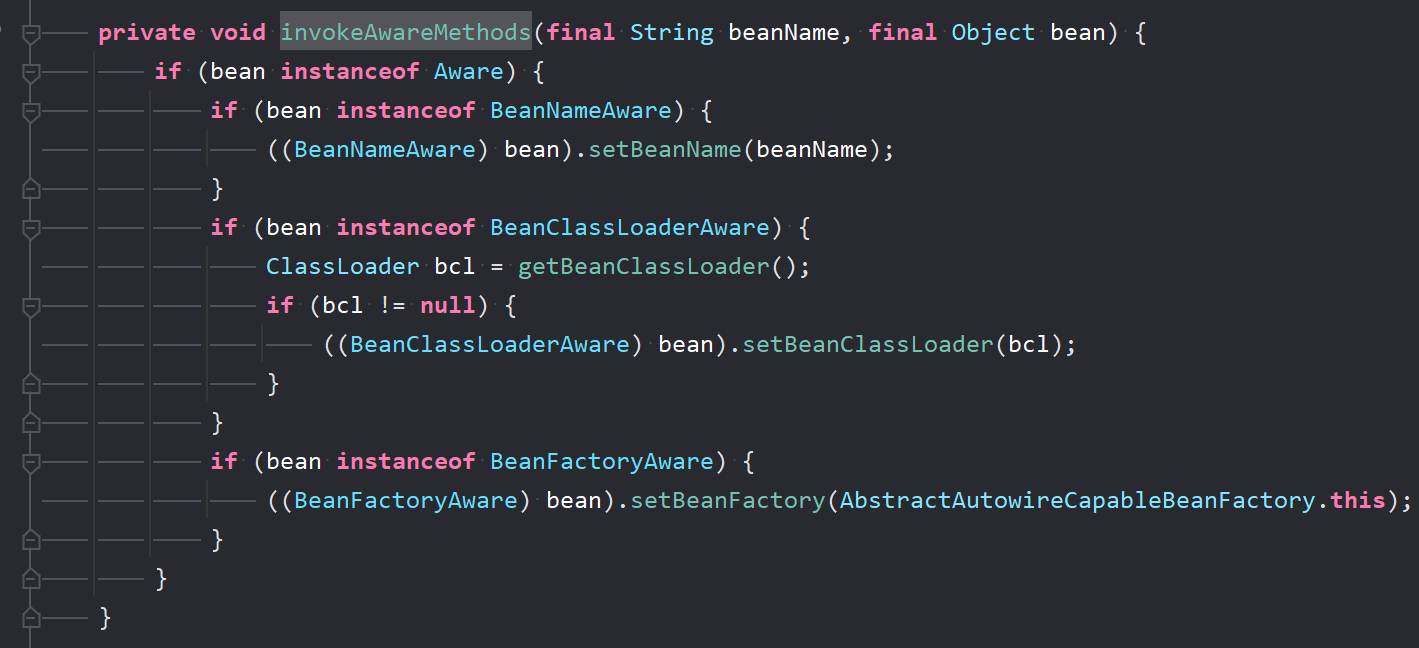 private void invokeAwareMethods(final String beanName, final Object bean) {
if (bean instanceof Aware) {
if (bean instanceof BeanNameAware) {
((BeanNameAware) bean).setBeanName(beanName);
}
if (bean instanceof BeanClassLoaderAware) {
ClassLoader bcl = getBeanClassLoader();
if (bcl != null) {
((BeanClassLoaderAware) bean).setBeanClassLoader(bcl);
}
}
if (bean instanceof BeanFactoryAware) {
((BeanFactoryAware) bean).setBeanFactory(AbstractAutowireCapableBeanFactory.this);
}
}
}